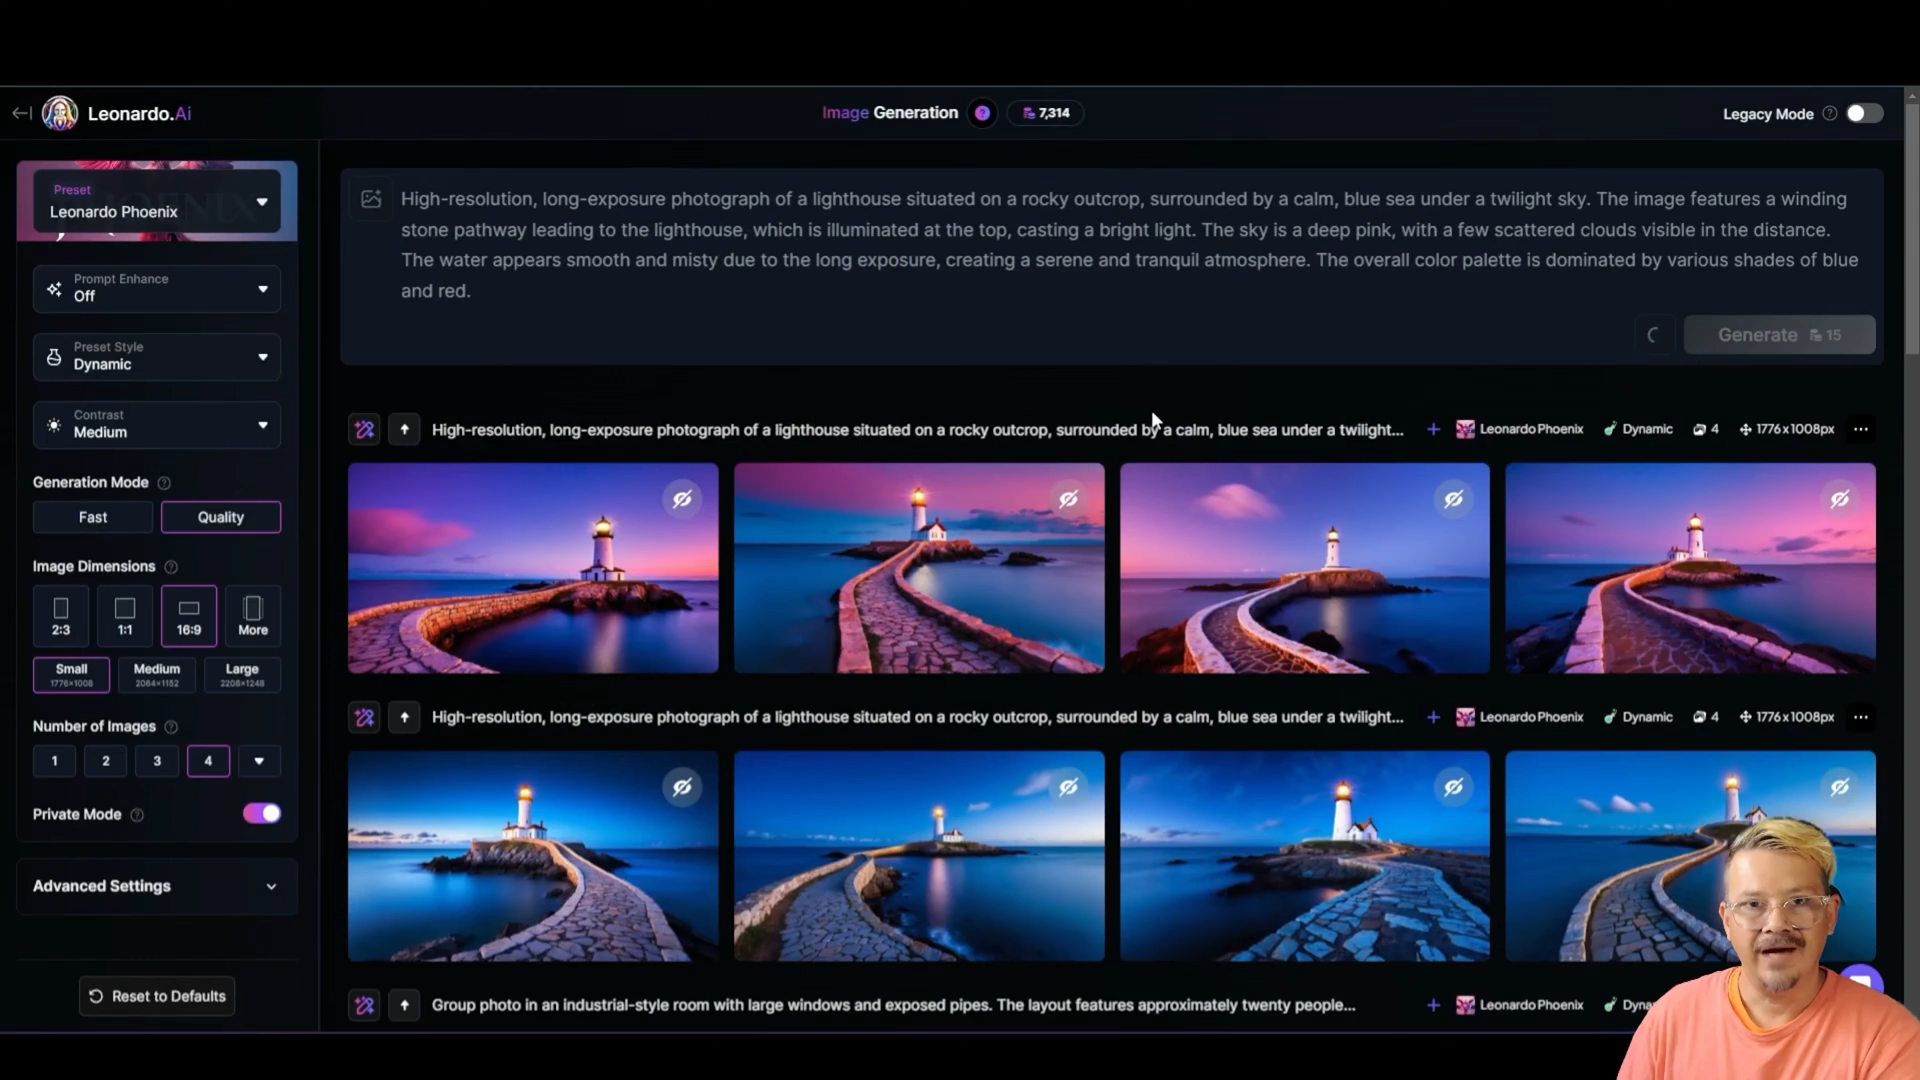 Leonardo.Ai
Image Generation
7,314
Legacy Mode
Preset
Leonardo Phoenix
Prompt Enhance
Off
Preset Style
Dynamic
Contrast
Medium
Generation Mode
Fast
Quality
Image Dimensions
2:3
1:1
16:9
More
Small
1776×1008
Medium
2064×1152
Large
2208×1248
Number of Images
1
2
3
4
Private Mode
Advanced Settings
Reset to Defaults
High-resolution, long-exposure photograph of a lighthouse situated on a rocky outcrop, surrounded by a calm, blue sea under a twilight sky. The image features a winding
stone pathway leading to the lighthouse, which is illuminated at the top, casting a bright light. The sky is a deep pink, with a few scattered clouds visible in the distance.
The water appears smooth and misty due to the long exposure, creating a serene and tranquil atmosphere. The overall color palette is dominated by various shades of blue
and red.
Generate 15
High-resolution, long-exposure photograph of a lighthouse situated on a rocky outcrop, surrounded by a calm, blue sea under a twilight... Leonardo Phoenix Dynamic 4 1776x1008px
High-resolution, long-exposure photograph of a lighthouse situated on a rocky outcrop, surrounded by a calm, blue sea under a twilight... Leonardo Phoenix Dynamic 4 1776x1008px
Group photo in an industrial-style room with large windows and exposed pipes. The layout features approximately twenty people... Leonardo Phoenix